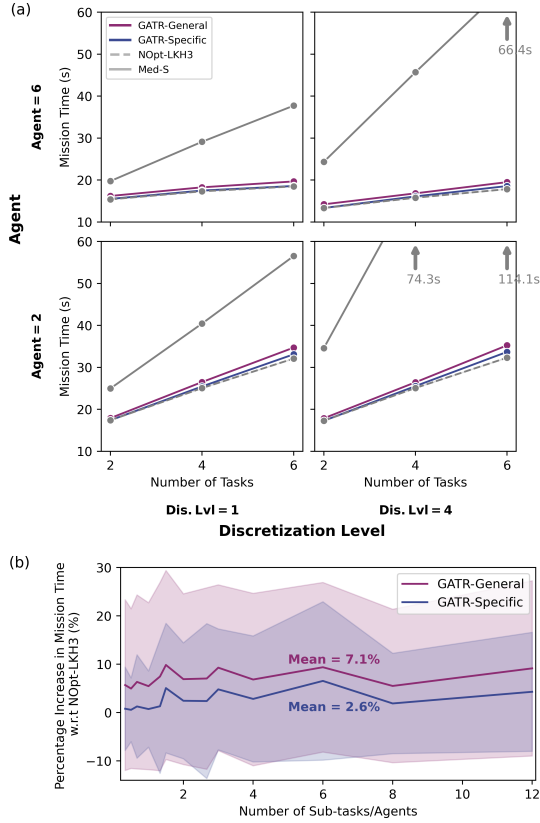 (a)
60
50
40
30
20
10
Mission Time (s)
Agent = 6
GATR-General
GATR-Specific
NOpt-LKH3
Med-S
66.4s
Agent
60
50
40
30
20
10
Mission Time (s)
Agent = 2
74.3s
114.1s
2 4 6
2 4 6
Number of Tasks
Number of Tasks
Dis. Lvl = 1
Dis. Lvl = 4
Discretization Level
(b)
30
20
10
0
−10
Percentage Increase in Mission Time
w.r.t NOpt-LKH3 (%)
GATR-General
GATR-Specific
Mean = 7.1%
Mean = 2.6%
2 4 6 8 10 12
Number of Sub-tasks/Agents